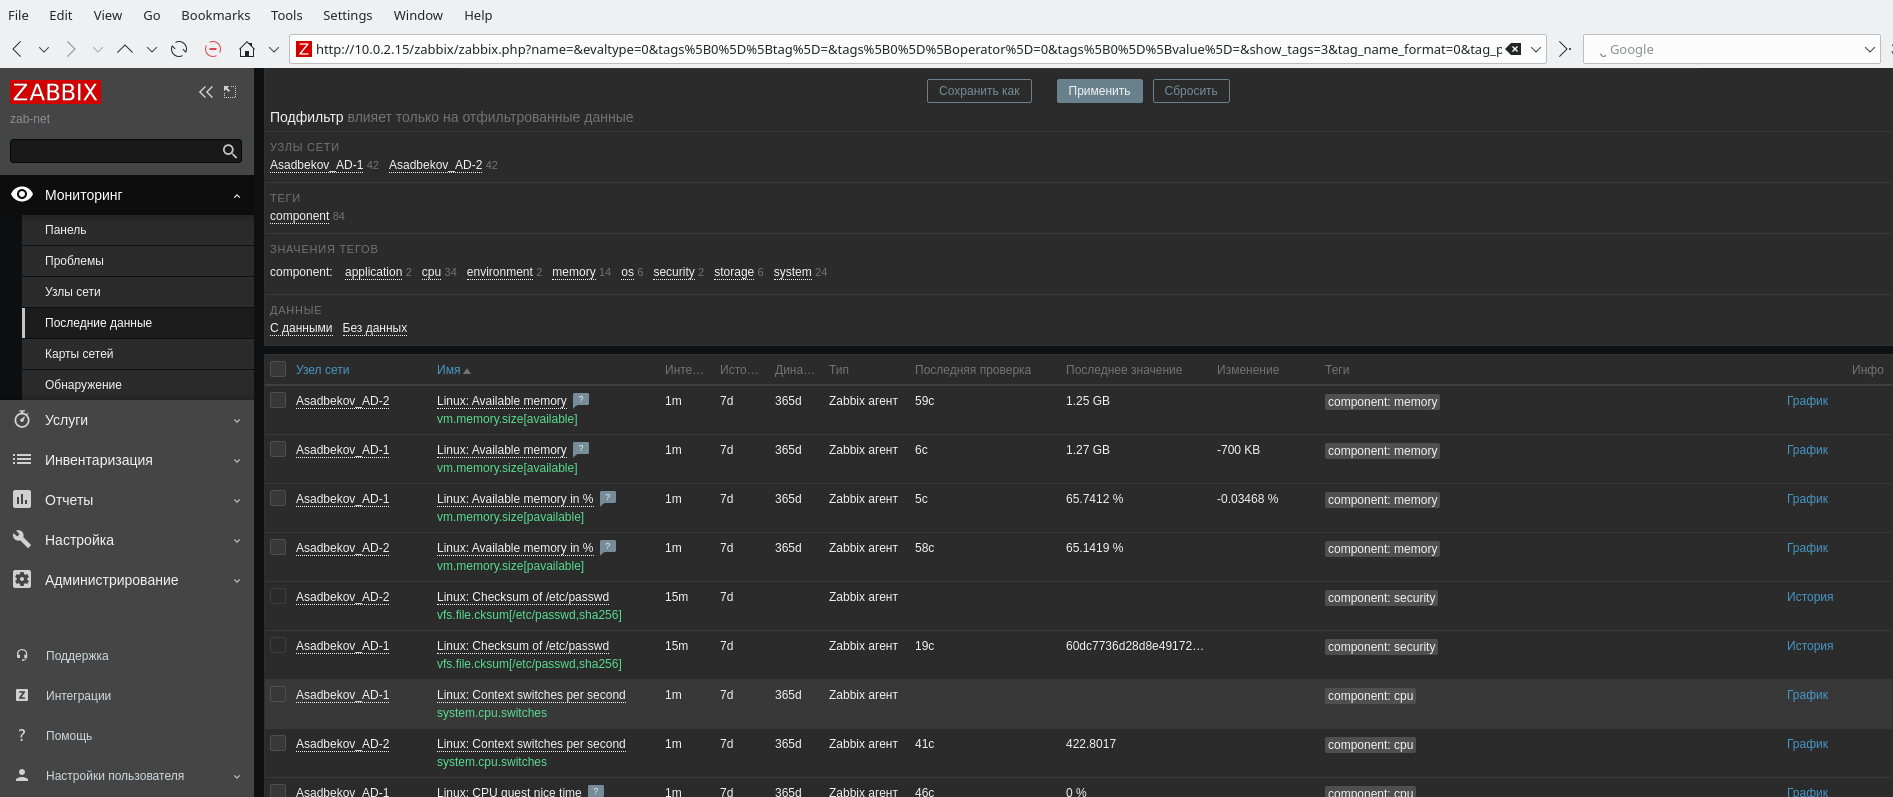 File Edit View Go Bookmarks Tools Settings Window Help
http://10.0.2.15/zabbix/zabbix.php?name=&evaltype=0&tags%5B0%5D%5Btag%5D=&tags%5B0%5D%5Boperator%5D=0&tags%5B0%5D%5Bvalue%5D=&show_tags=3&tag_name_format=0&tag_p Google
ZABBIX
zab-net
Мониторинг
Панель
Проблемы
Узлы сети
Последние данные
Карты сетей
Обнаружение
Услуги
Инвентаризация
Отчеты
Настройка
Администрирование
Поддержка
Интеграции
Помощь
Настройки пользователя
Сохранить как Применить Сбросить
Подфильтр влияет только на отфильтрованные данные
УЗЛЫ СЕТИ
Asadbekov_AD-1 42 Asadbekov_AD-2 42
ТЕГИ
component 84
ЗНАЧЕНИЯ ТЕГОВ
component: application 2 cpu 34 environment 2 memory 14 os 6 security 2 storage 6 system 24
ДАННЫЕ
С данными Без данных
Узел сети Имя Инте… Исто… Дина… Тип Последняя проверка Последнее значение Изменение Теги Инфо
Asadbekov_AD-2 Linux: Available memory ? 1m 7d 365d Zabbix агент 59с 1.25 GB component: memory График
vm.memory.size[available]
Asadbekov_AD-1 Linux: Available memory ? 1m 7d 365d Zabbix агент 6с 1.27 GB -700 KB component: memory График
vm.memory.size[available]
Asadbekov_AD-1 Linux: Available memory in % ? 1m 7d 365d Zabbix агент 5с 65.7412 % -0.03468 % component: memory График
vm.memory.size[pavailable]
Asadbekov_AD-2 Linux: Available memory in % ? 1m 7d 365d Zabbix агент 58с 65.1419 % component: memory График
vm.memory.size[pavailable]
Asadbekov_AD-2 Linux: Checksum of /etc/passwd 15m 7d Zabbix агент component: security История
vfs.file.cksum[/etc/passwd,sha256]
Asadbekov_AD-1 Linux: Checksum of /etc/passwd 15m 7d Zabbix агент 19с 60dc7736d28d8e49172… component: security История
vfs.file.cksum[/etc/passwd,sha256]
Asadbekov_AD-1 Linux: Context switches per second 1m 7d 365d Zabbix агент component: cpu График
system.cpu.switches
Asadbekov_AD-2 Linux: Context switches per second 1m 7d 365d Zabbix агент 41с 422.8017 component: cpu График
system.cpu.switches
Asadbekov_AD-1 Linux: CPU guest nice time ? 1m 7d 365d Zabbix агент 46с 0 % component: cpu График